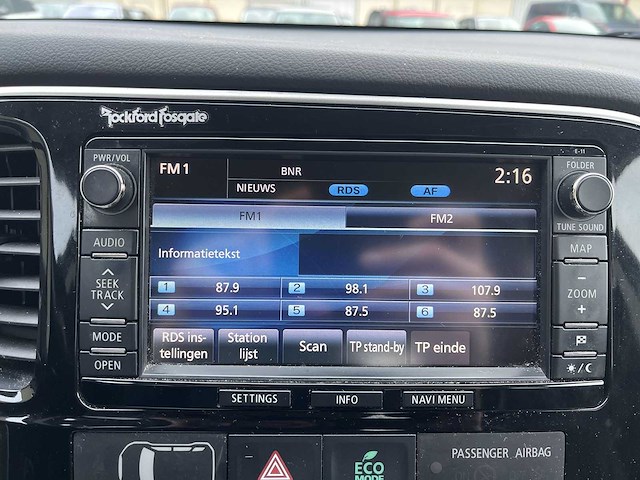 Rockford Fosgate
E-11
PWR/VOL
FOLDER
FM1
BNR
2:16
NIEUWS
RDS
AF
TUNE SOUND
FM1
FM2
AUDIO
MAP
Informatietekst
SEEK
TRACK
1 87.9 2 98.1 3 107.9
4 95.1 5 87.5 6 87.5
−
ZOOM
+
MODE
OPEN
RDS ins-
tellingen
Station
lijst
Scan
TP stand-by
TP einde
SETTINGS
INFO
NAVI MENU
ECO
MODE
PASSENGER AIRBAG